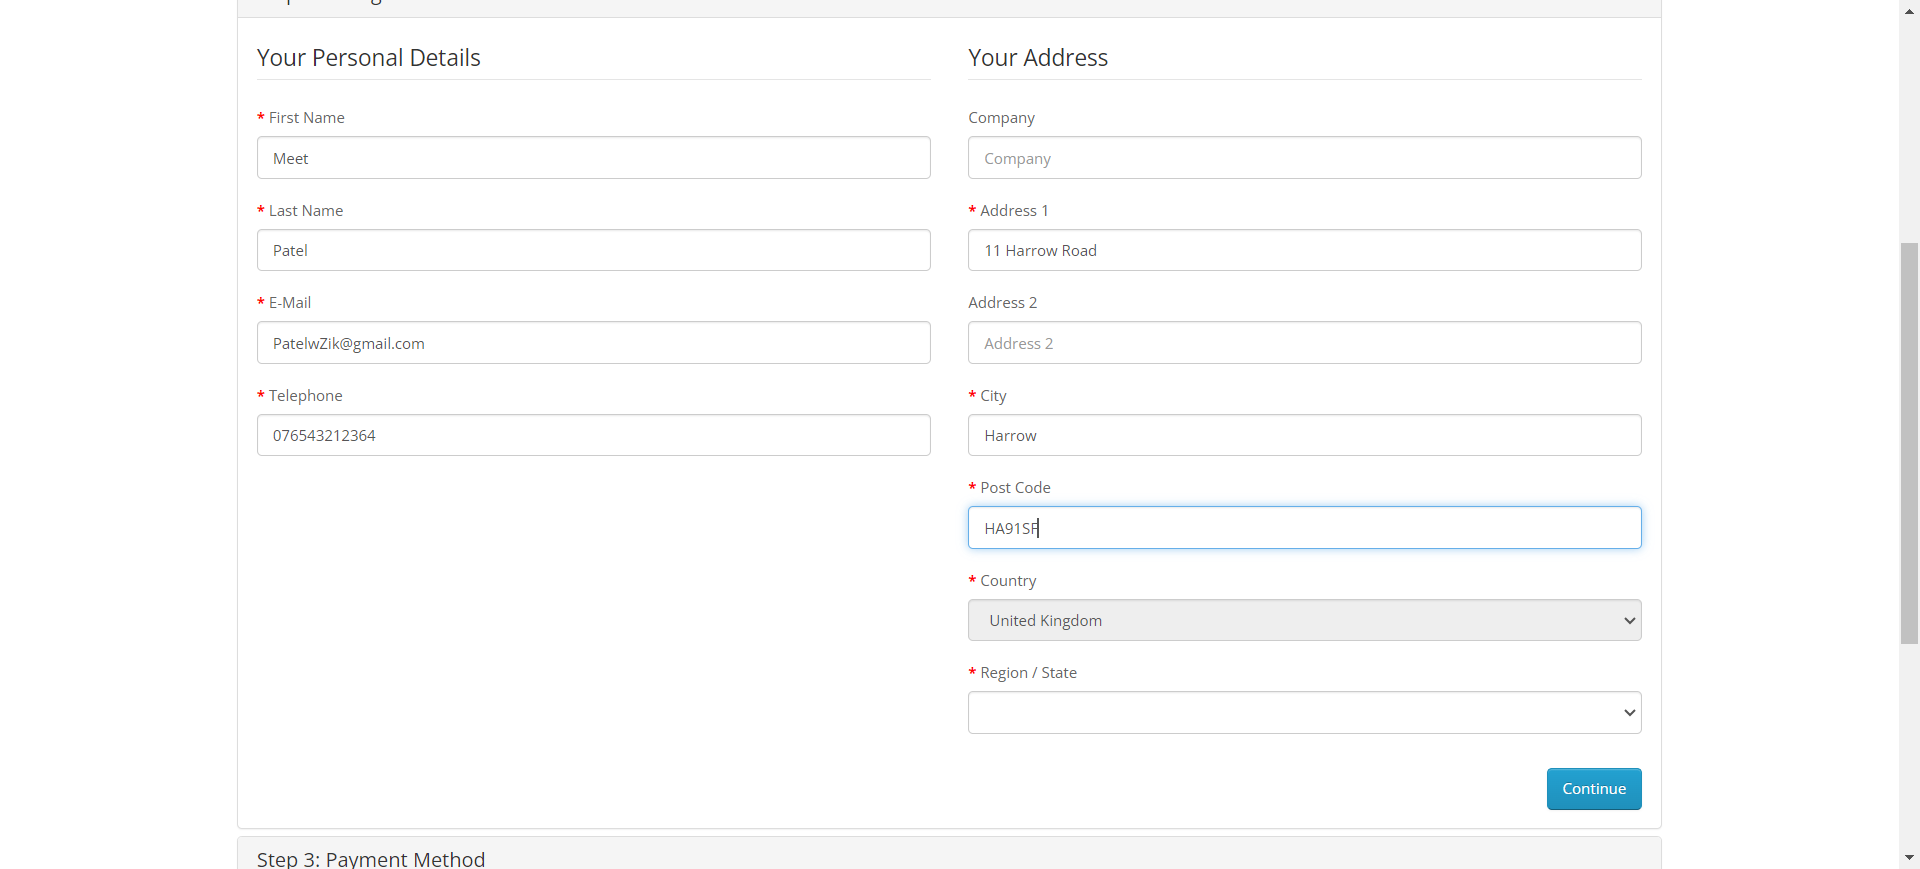 Your Personal Details
* First Name
Meet
* Last Name
Patel
* E-Mail
PatelwZik@gmail.com
* Telephone
076543212364
Your Address
Company
Company
* Address 1
11 Harrow Road
Address 2
Address 2
* City
Harrow
* Post Code
HA91SF
* Country
United Kingdom
* Region / State
Continue
Step 3: Payment Method